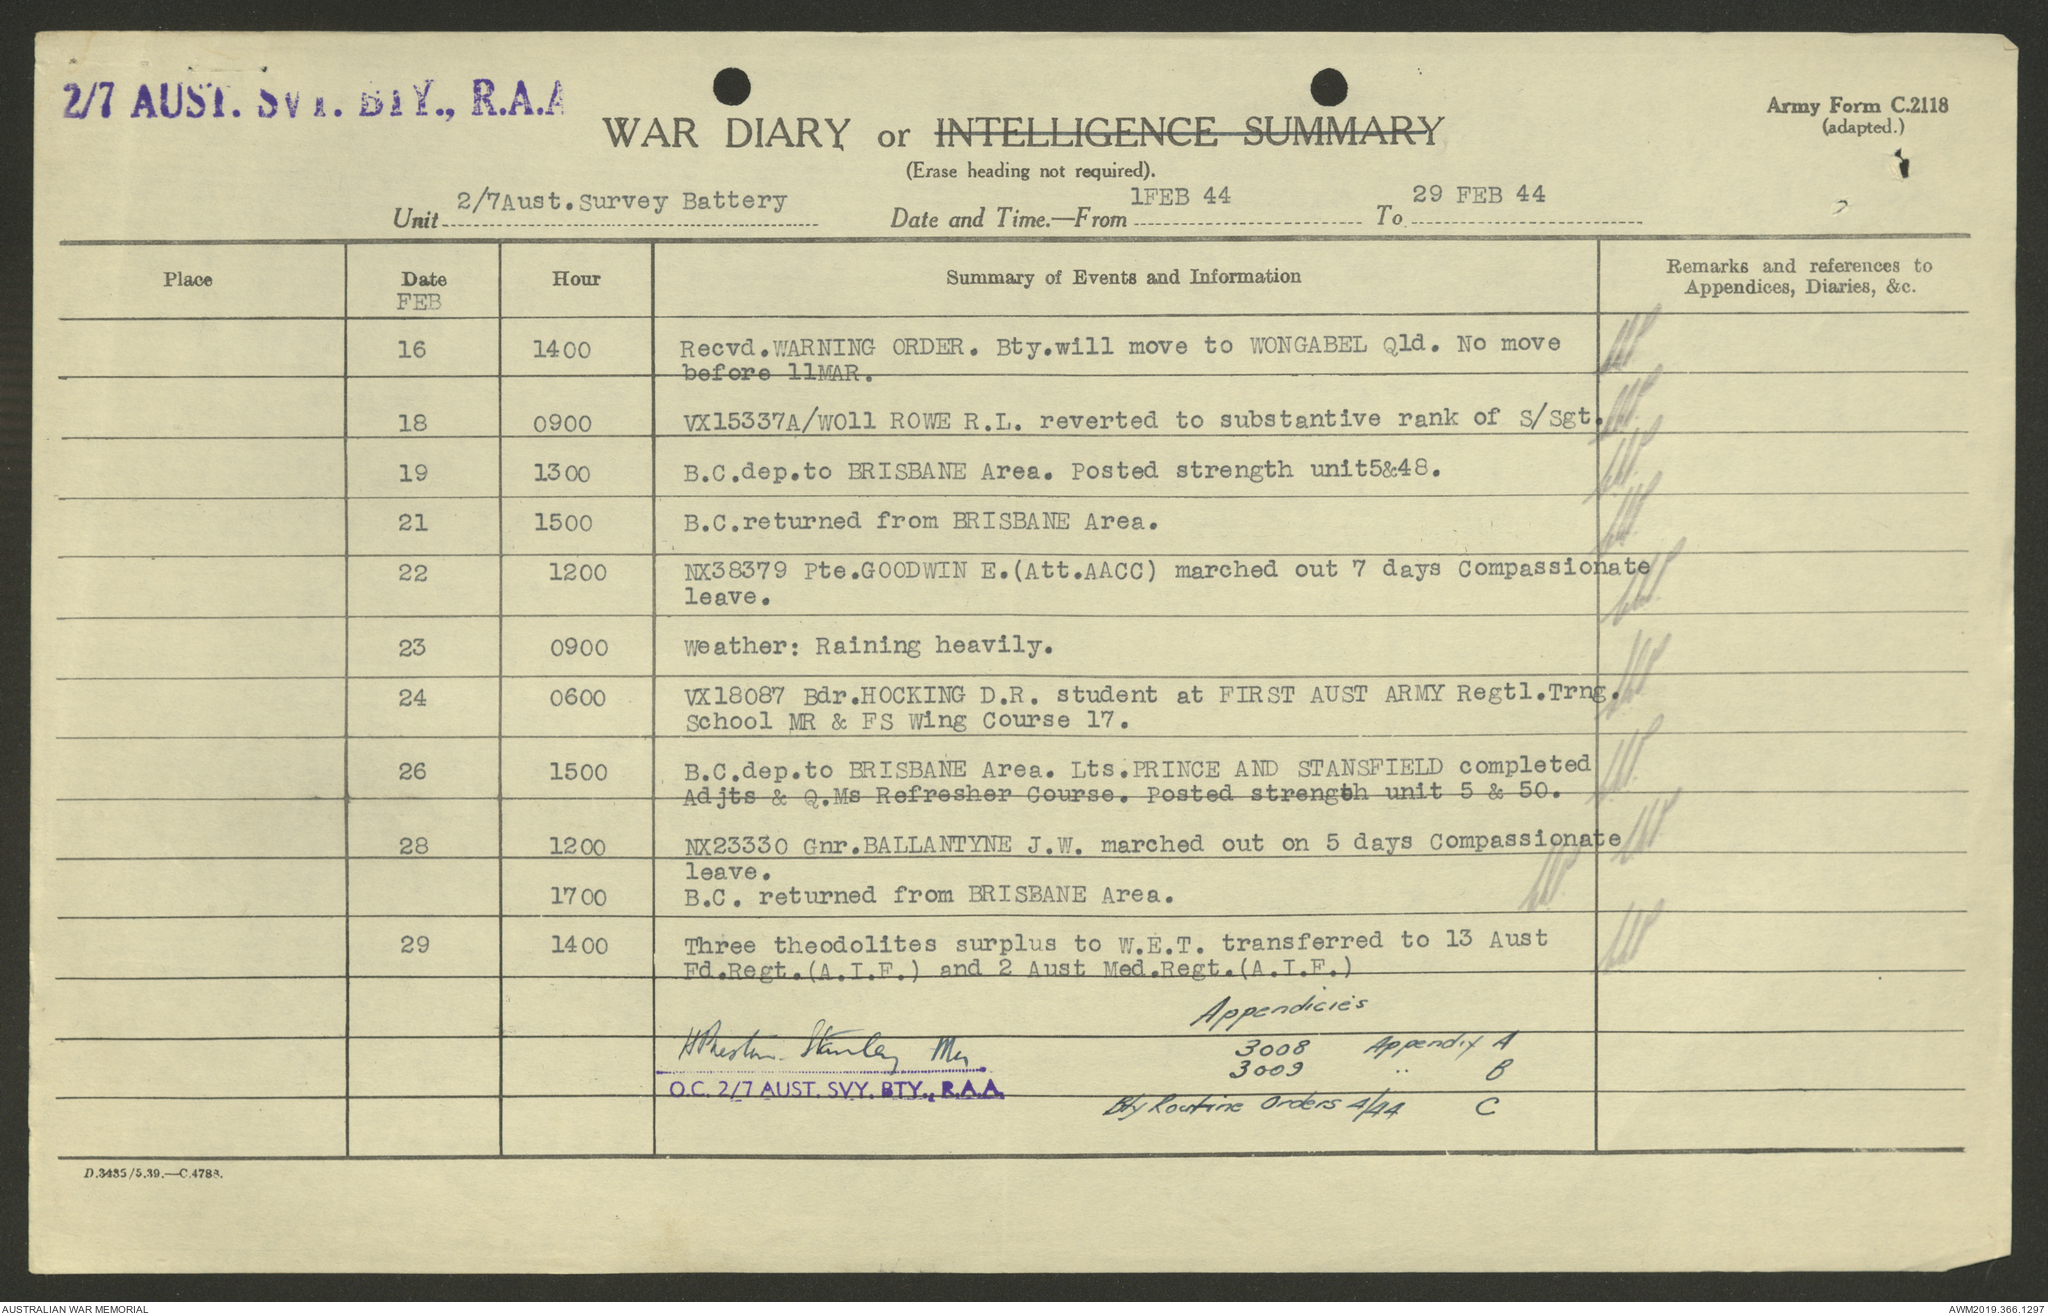 2/7 AUST. SVY. BTY., R.A.A
Army Form C.2118
(adapted.)
WAR DIARY or INTELLIGENCE SUMMARY
(Erase heading not required).
Unit 2/7Aust.Survey Battery Date and Time.—From 1FEB 44 To 29 FEB 44
Place Date Hour Summary of Events and Information Remarks and references to
FEB Appendices, Diaries, &c.
16 1400 Recvd.WARNING ORDER. Bty.will move to WONGABEL Qld. No move
before 11MAR.
18 0900 VX15337A/WO11 ROWE R.L. reverted to substantive rank of S/Sgt.
19 1300 B.C.dep.to BRISBANE Area. Posted strength unit5&48.
21 1500 B.C.returned from BRISBANE Area.
22 1200 NX38379 Pte.GOODWIN E.(Att.AACC) marched out 7 days Compassionate
leave.
23 0900 Weather: Raining heavily.
24 0600 VX18087 Bdr.HOCKING D.R. student at FIRST AUST ARMY Regtl.Trng.
School MR & FS Wing Course 17.
26 1500 B.C.dep.to BRISBANE Area. Lts.PRINCE AND STANSFIELD completed
Adjts & Q.Ms Refresher Course. Posted strength unit 5 & 50.
28 1200 NX23330 Gnr.BALLANTYNE J.W. marched out on 5 days Compassionate
leave.
1700 B.C. returned from BRISBANE Area.
29 1400 Three theodolites surplus to W.E.T. transferred to 13 Aust
Fd.Regt.(A.I.F.) and 2 Aust Med.Regt.(A.I.F.)
Appendicies
H Preston Stanley Maj
3008 Appendix A
3009 " B
O.C. 2/7 AUST. SVY. BTY., R.A.A.
Bty Routine Orders 4/44 C
D.3435/5.39.—C.4788.
AUSTRALIAN WAR MEMORIAL
AWM2019.366.1297